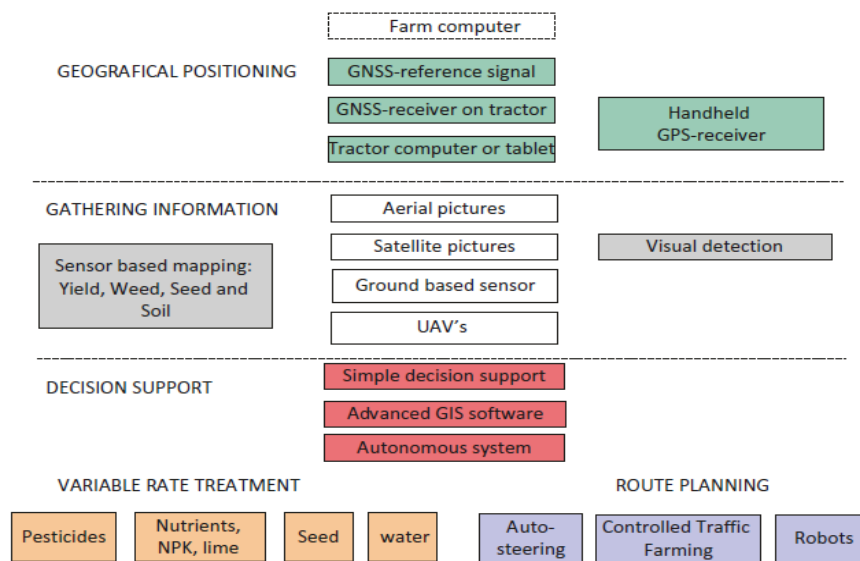 Farm computer
GEOGRAFICAL POSITIONING
GNSS-reference signal
GNSS-receiver on tractor
Handheld
GPS-receiver
Tractor computer or tablet
GATHERING INFORMATION
Aerial pictures
Satellite pictures
Visual detection
Sensor based mapping:
Yield, Weed, Seed and
Soil
Ground based sensor
UAV's
DECISION SUPPORT
Simple decision support
Advanced GIS software
Autonomous system
VARIABLE RATE TREATMENT
ROUTE PLANNING
Pesticides
Nutrients,
NPK, lime
Seed
water
Auto-
steering
Controlled Traffic
Farming
Robots